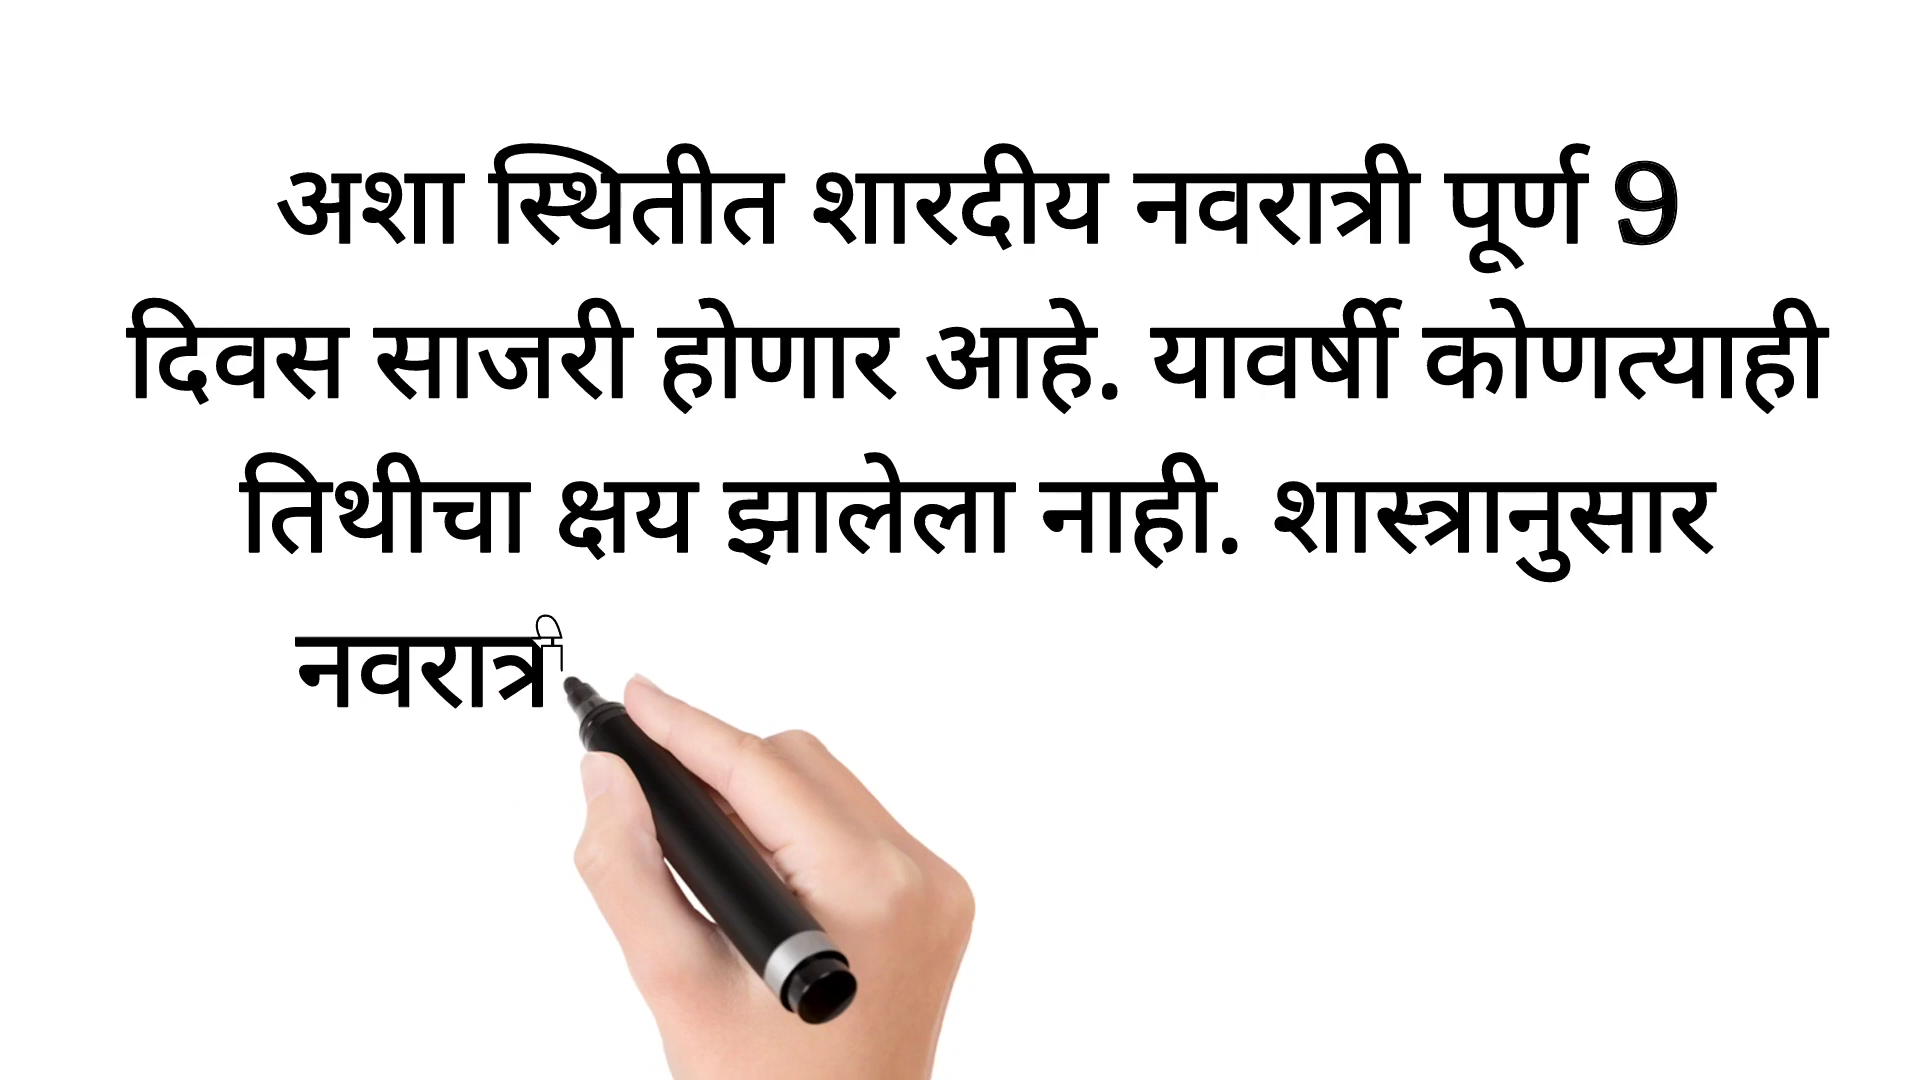 अशा स्थितीत शारदीय नवरात्री पूर्ण 9
दिवस साजरी होणार आहे. यावर्षी कोणत्याही
तिथीचा क्षय झालेला नाही. शास्त्रानुसार
नवरात्री